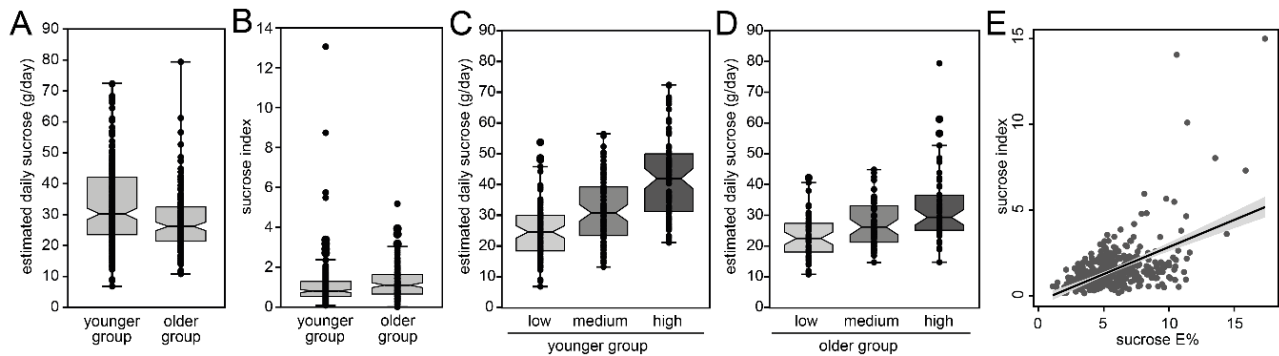 A
estimated daily sucrose (g/day)
90
80
70
60
50
40
30
20
10
0
younger group
older group
B
sucrose index
14
12
10
8
6
4
2
0
younger group
older group
C
estimated daily sucrose (g/day)
90
80
70
60
50
40
30
20
10
0
low medium high
younger group
D
estimated daily sucrose (g/day)
90
80
70
60
50
40
30
20
10
0
low medium high
older group
E
sucrose index
15
10
5
0
0 5 10 15
sucrose E%